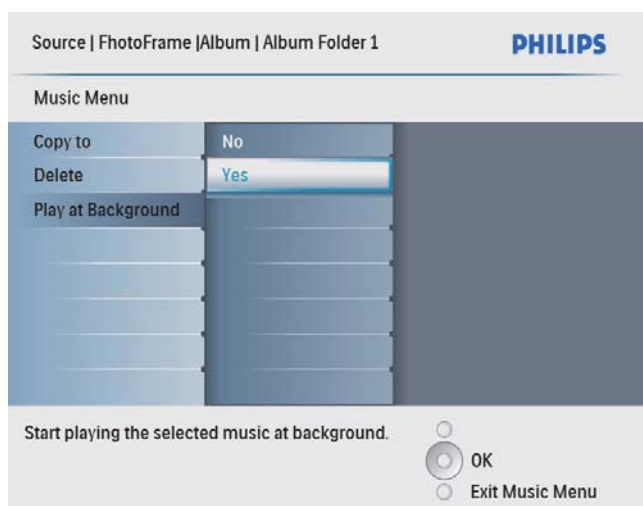 Source | FhotoFrame |Album | Album Folder 1
PHILIPS
Music Menu
Copy to
No
Delete
Yes
Play at Background
Start playing the selected music at background.
OK
Exit Music Menu